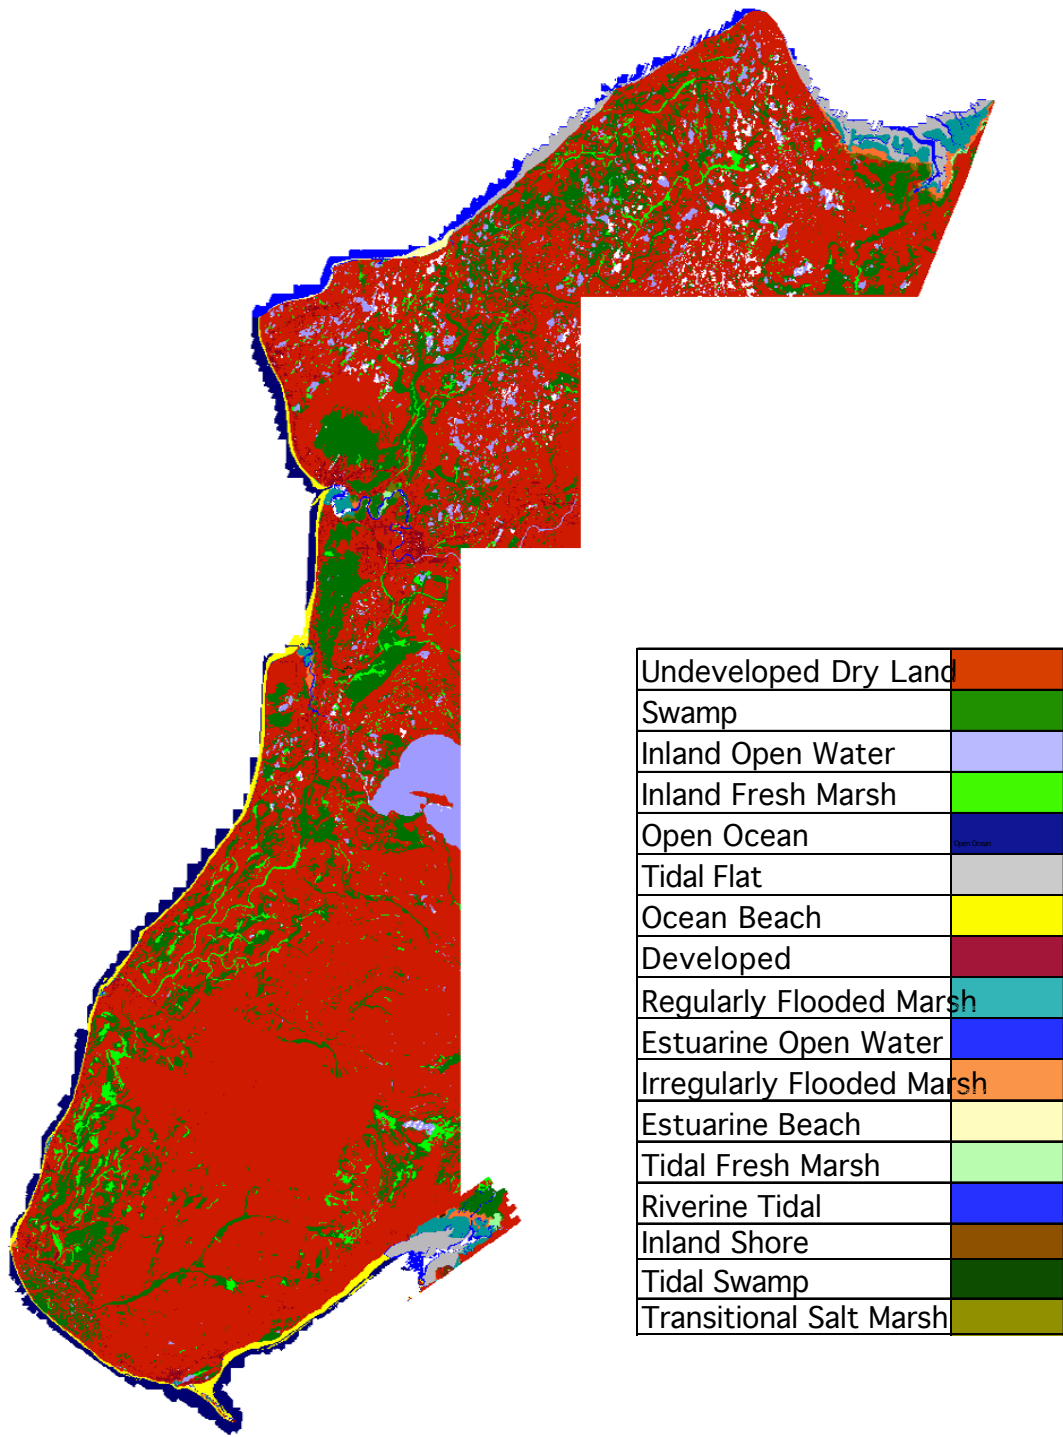 Undeveloped Dry Land
Swamp
Inland Open Water
Inland Fresh Marsh
Open Ocean
Open Ocean
Tidal Flat
Ocean Beach
Developed
Regularly Flooded Marsh
Estuarine Open Water
Irregularly Flooded Marsh
Estuarine Beach
Tidal Fresh Marsh
Riverine Tidal
Inland Shore
Tidal Swamp
Transitional Salt Marsh